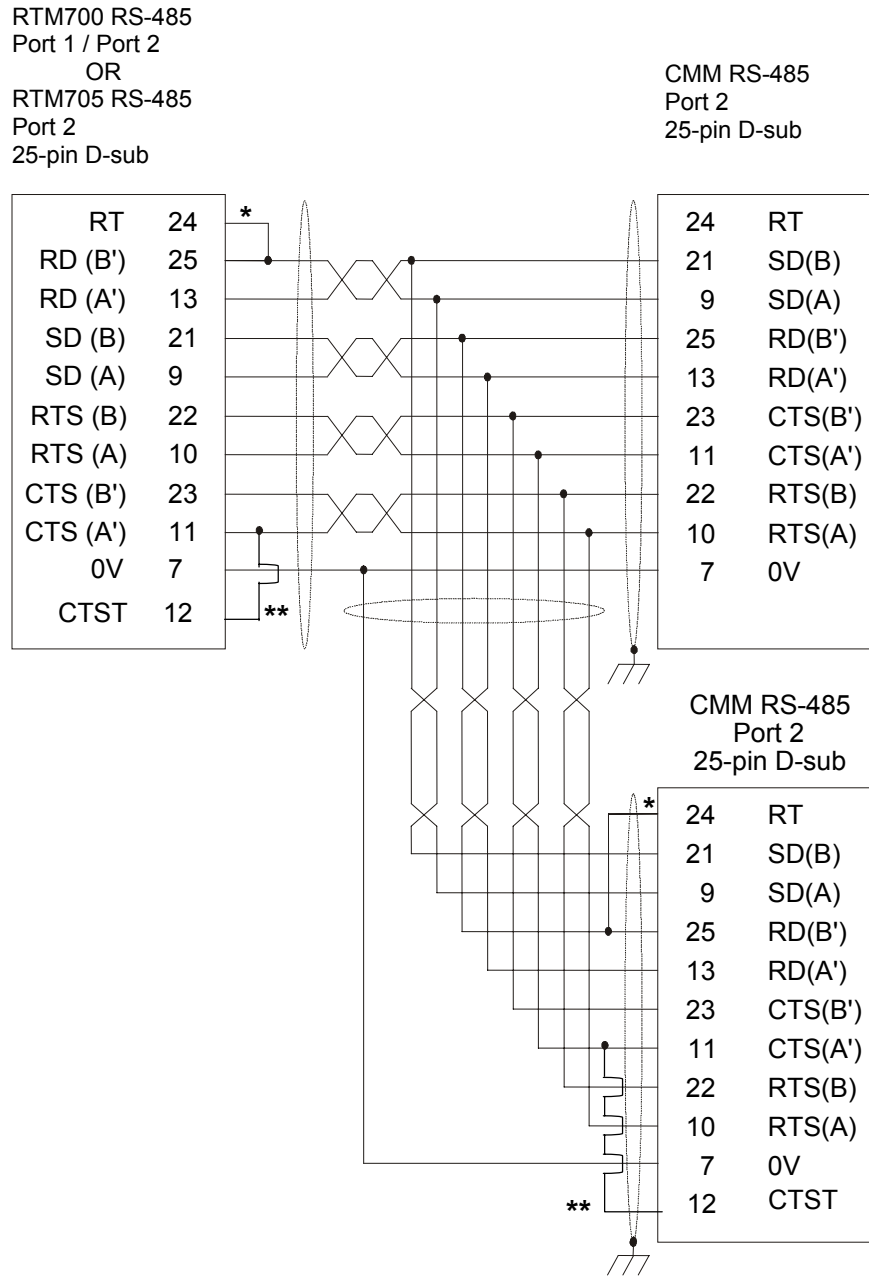 RTM700 RS-485
Port 1 / Port 2
OR
RTM705 RS-485
Port 2
25-pin D-sub
CMM RS-485
Port 2
25-pin D-sub
RT 24 *
RD (B') 25
RD (A') 13
SD (B) 21
SD (A) 9
RTS (B) 22
RTS (A) 10
CTS (B') 23
CTS (A') 11
0V 7
CTST 12 **
24 RT
21 SD(B)
9 SD(A)
25 RD(B')
13 RD(A')
23 CTS(B')
11 CTS(A')
22 RTS(B)
10 RTS(A)
7 0V
CMM RS-485
Port 2
25-pin D-sub
* 24 RT
21 SD(B)
9 SD(A)
25 RD(B')
13 RD(A')
23 CTS(B')
11 CTS(A')
22 RTS(B)
10 RTS(A)
7 0V
** 12 CTST